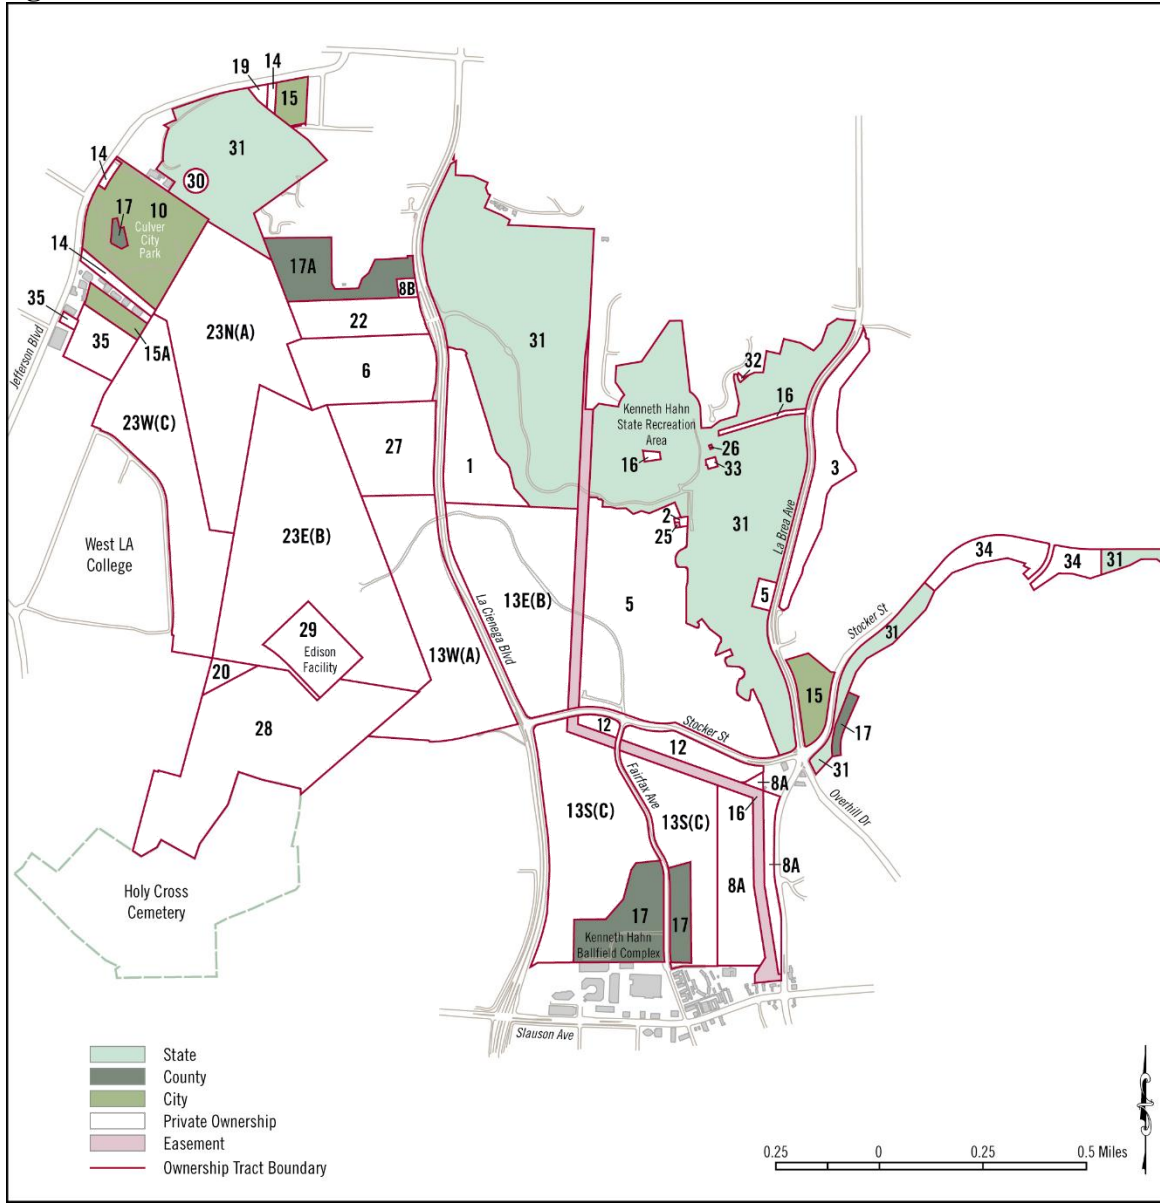 19
14
15
31
14
30
17
10
Culver
City
Park
14
17A
8B
35
22
23N(A)
35
15A
31
6
32
Jefferson Blvd
16
Kenneth Hahn
State Recreation
Area
23W(C)
27
26
16
33
1
3
2
31
25
La Brea Ave
23E(B)
West LA
College
34
34
31
13E(B)
5
5
La Cienega Blvd
Stocker St
31
29
Edison
Facility
13W(A)
20
15
28
12
Stocker St
17
12
31
8A
Fairfax Ave
Overhill Dr
13S(C)
13S(C)
16
8A
8A
Holy Cross
Cemetery
17
17
Kenneth Hahn
Ballfield Complex
Slauson Ave
State
County
City
Private Ownership
Easement
Ownership Tract Boundary
0.25 0 0.25 0.5 Miles